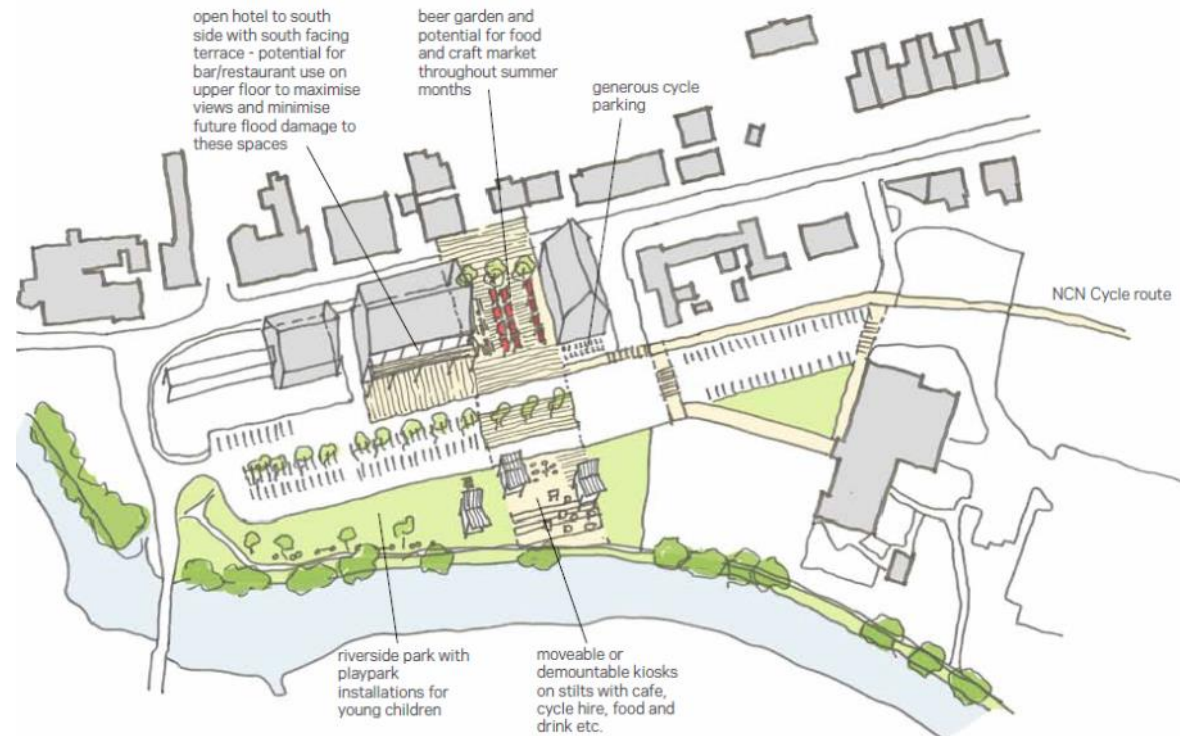 open hotel to south
side with south facing
terrace - potential for
bar/restaurant use on
upper floor to maximise
views and minimise
future flood damage to
these spaces
beer garden and
potential for food
and craft market
throughout summer
months
generous cycle
parking
NCN Cycle route
riverside park with
playpark
installations for
young children
moveable or
demountable kiosks
on stilts with cafe,
cycle hire, food and
drink etc.